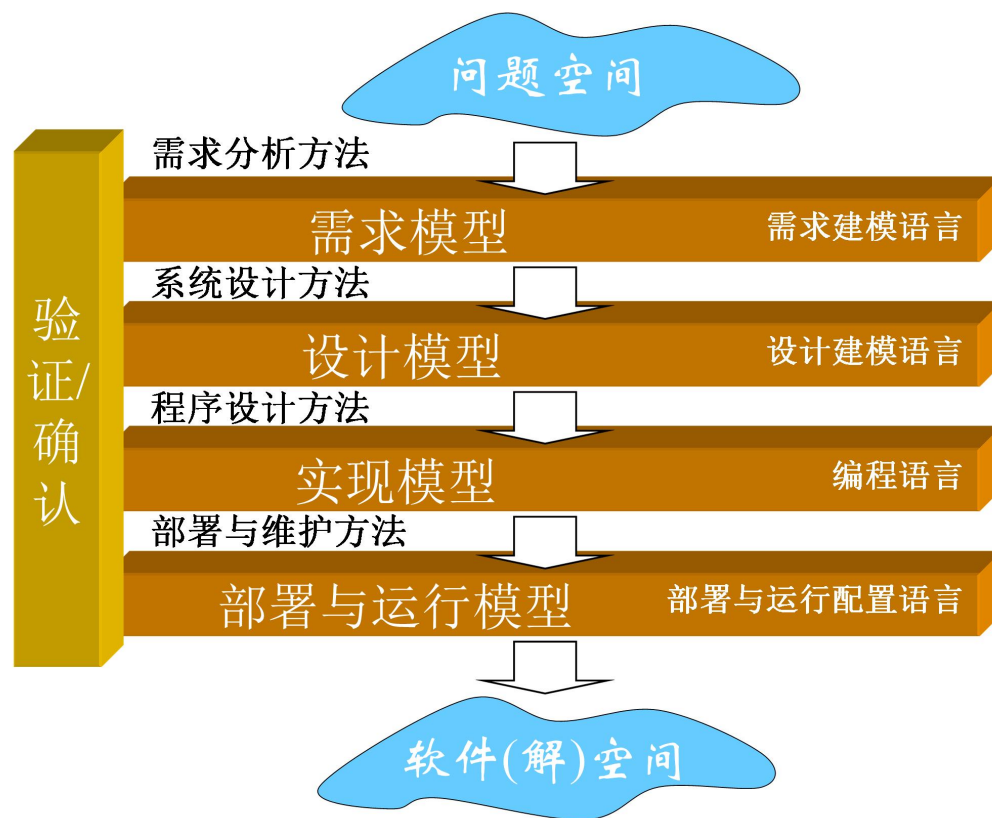 问题空间
需求分析方法
需求模型
需求建模语言
系统设计方法
设计模型
设计建模语言
程序设计方法
实现模型
编程语言
部署与维护方法
部署与运行模型
部署与运行配置语言
验
证/
确
认
软件(解)空间